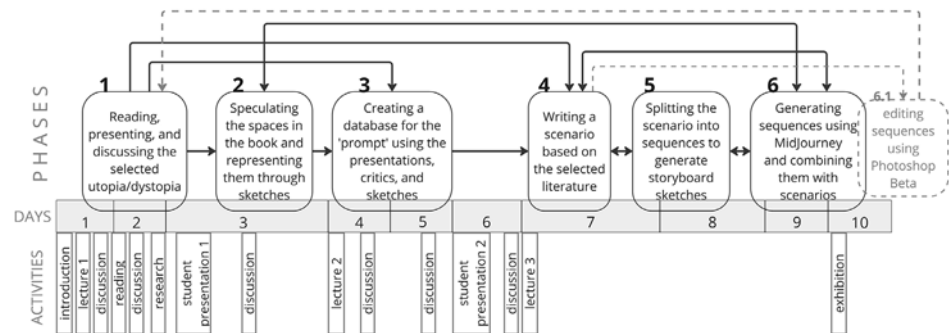 PHASES
1
Reading,
presenting, and
discussing the
selected
utopia/dystopia
2
Speculating
the spaces in
the book and
representing
them through
sketches
3
Creating a
database for the
'prompt' using the
presentations,
critics, and
sketches
4
Writing a
scenario
based on
the selected
literature
5
Splitting the
scenario into
sequences to
generate
storyboard
sketches
6
Generating
sequences using
MidJourney
and combining
them with
scenarios
6.1
editing
sequences
using
Photoshop
Beta
DAYS 1 2 3 4 5 6 7 8 9 10
ACTIVITIES
introduction
lecture 1
discussion
reading
discussion
research
student
presentation 1
discussion
lecture 2
discussion
discussion
student
presentation 2
discussion
lecture 3
exhibition